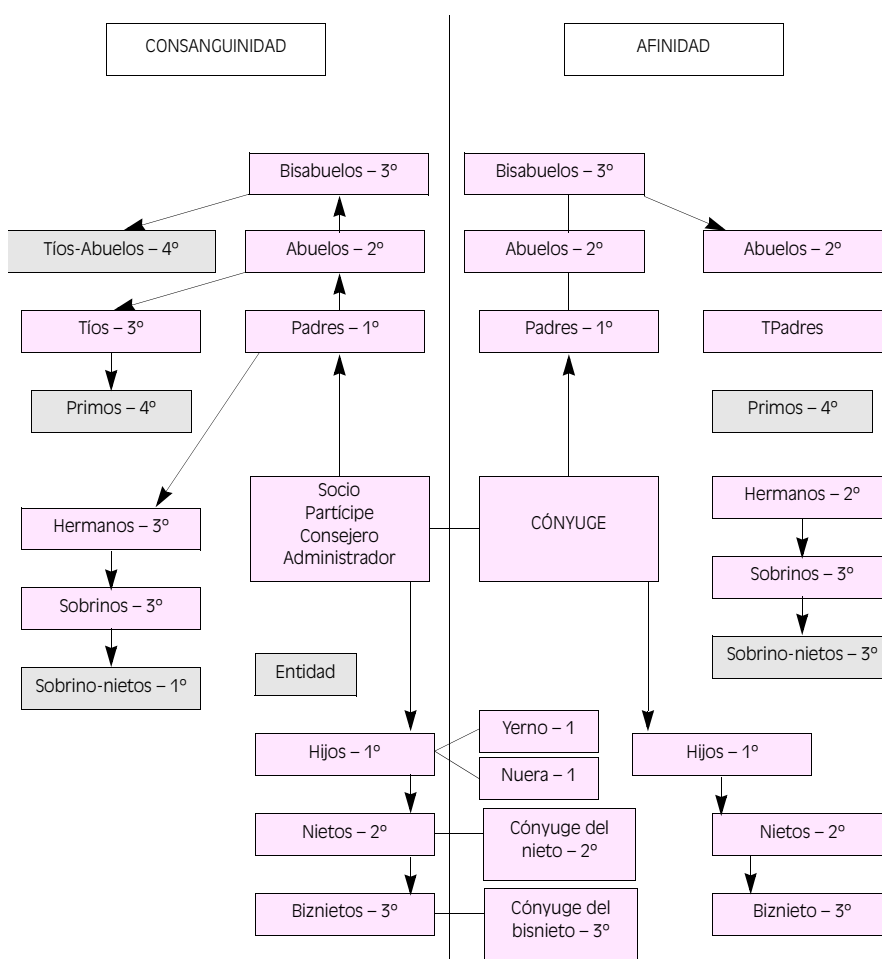 CONSANGUINIDAD
AFINIDAD
Bisabuelos – 3º
Bisabuelos – 3º
Tíos-Abuelos – 4º
Abuelos – 2º
Abuelos – 2º
Abuelos – 2º
Tíos – 3º
Padres – 1º
Padres – 1º
TPadres
Primos – 4º
Primos – 4º
Socio
Partícipe
Consejero
Administrador
CÓNYUGE
Hermanos – 2º
Hermanos – 3º
Sobrinos – 3º
Sobrinos – 3º
Sobrino-nietos – 3º
Entidad
Sobrino-nietos – 1º
Yerno – 1
Hijos – 1º
Hijos – 1º
Nuera – 1
Nietos – 2º
Cónyuge del
nieto – 2º
Nietos – 2º
Biznietos – 3º
Cónyuge del
bisnieto – 3º
Biznieto – 3º